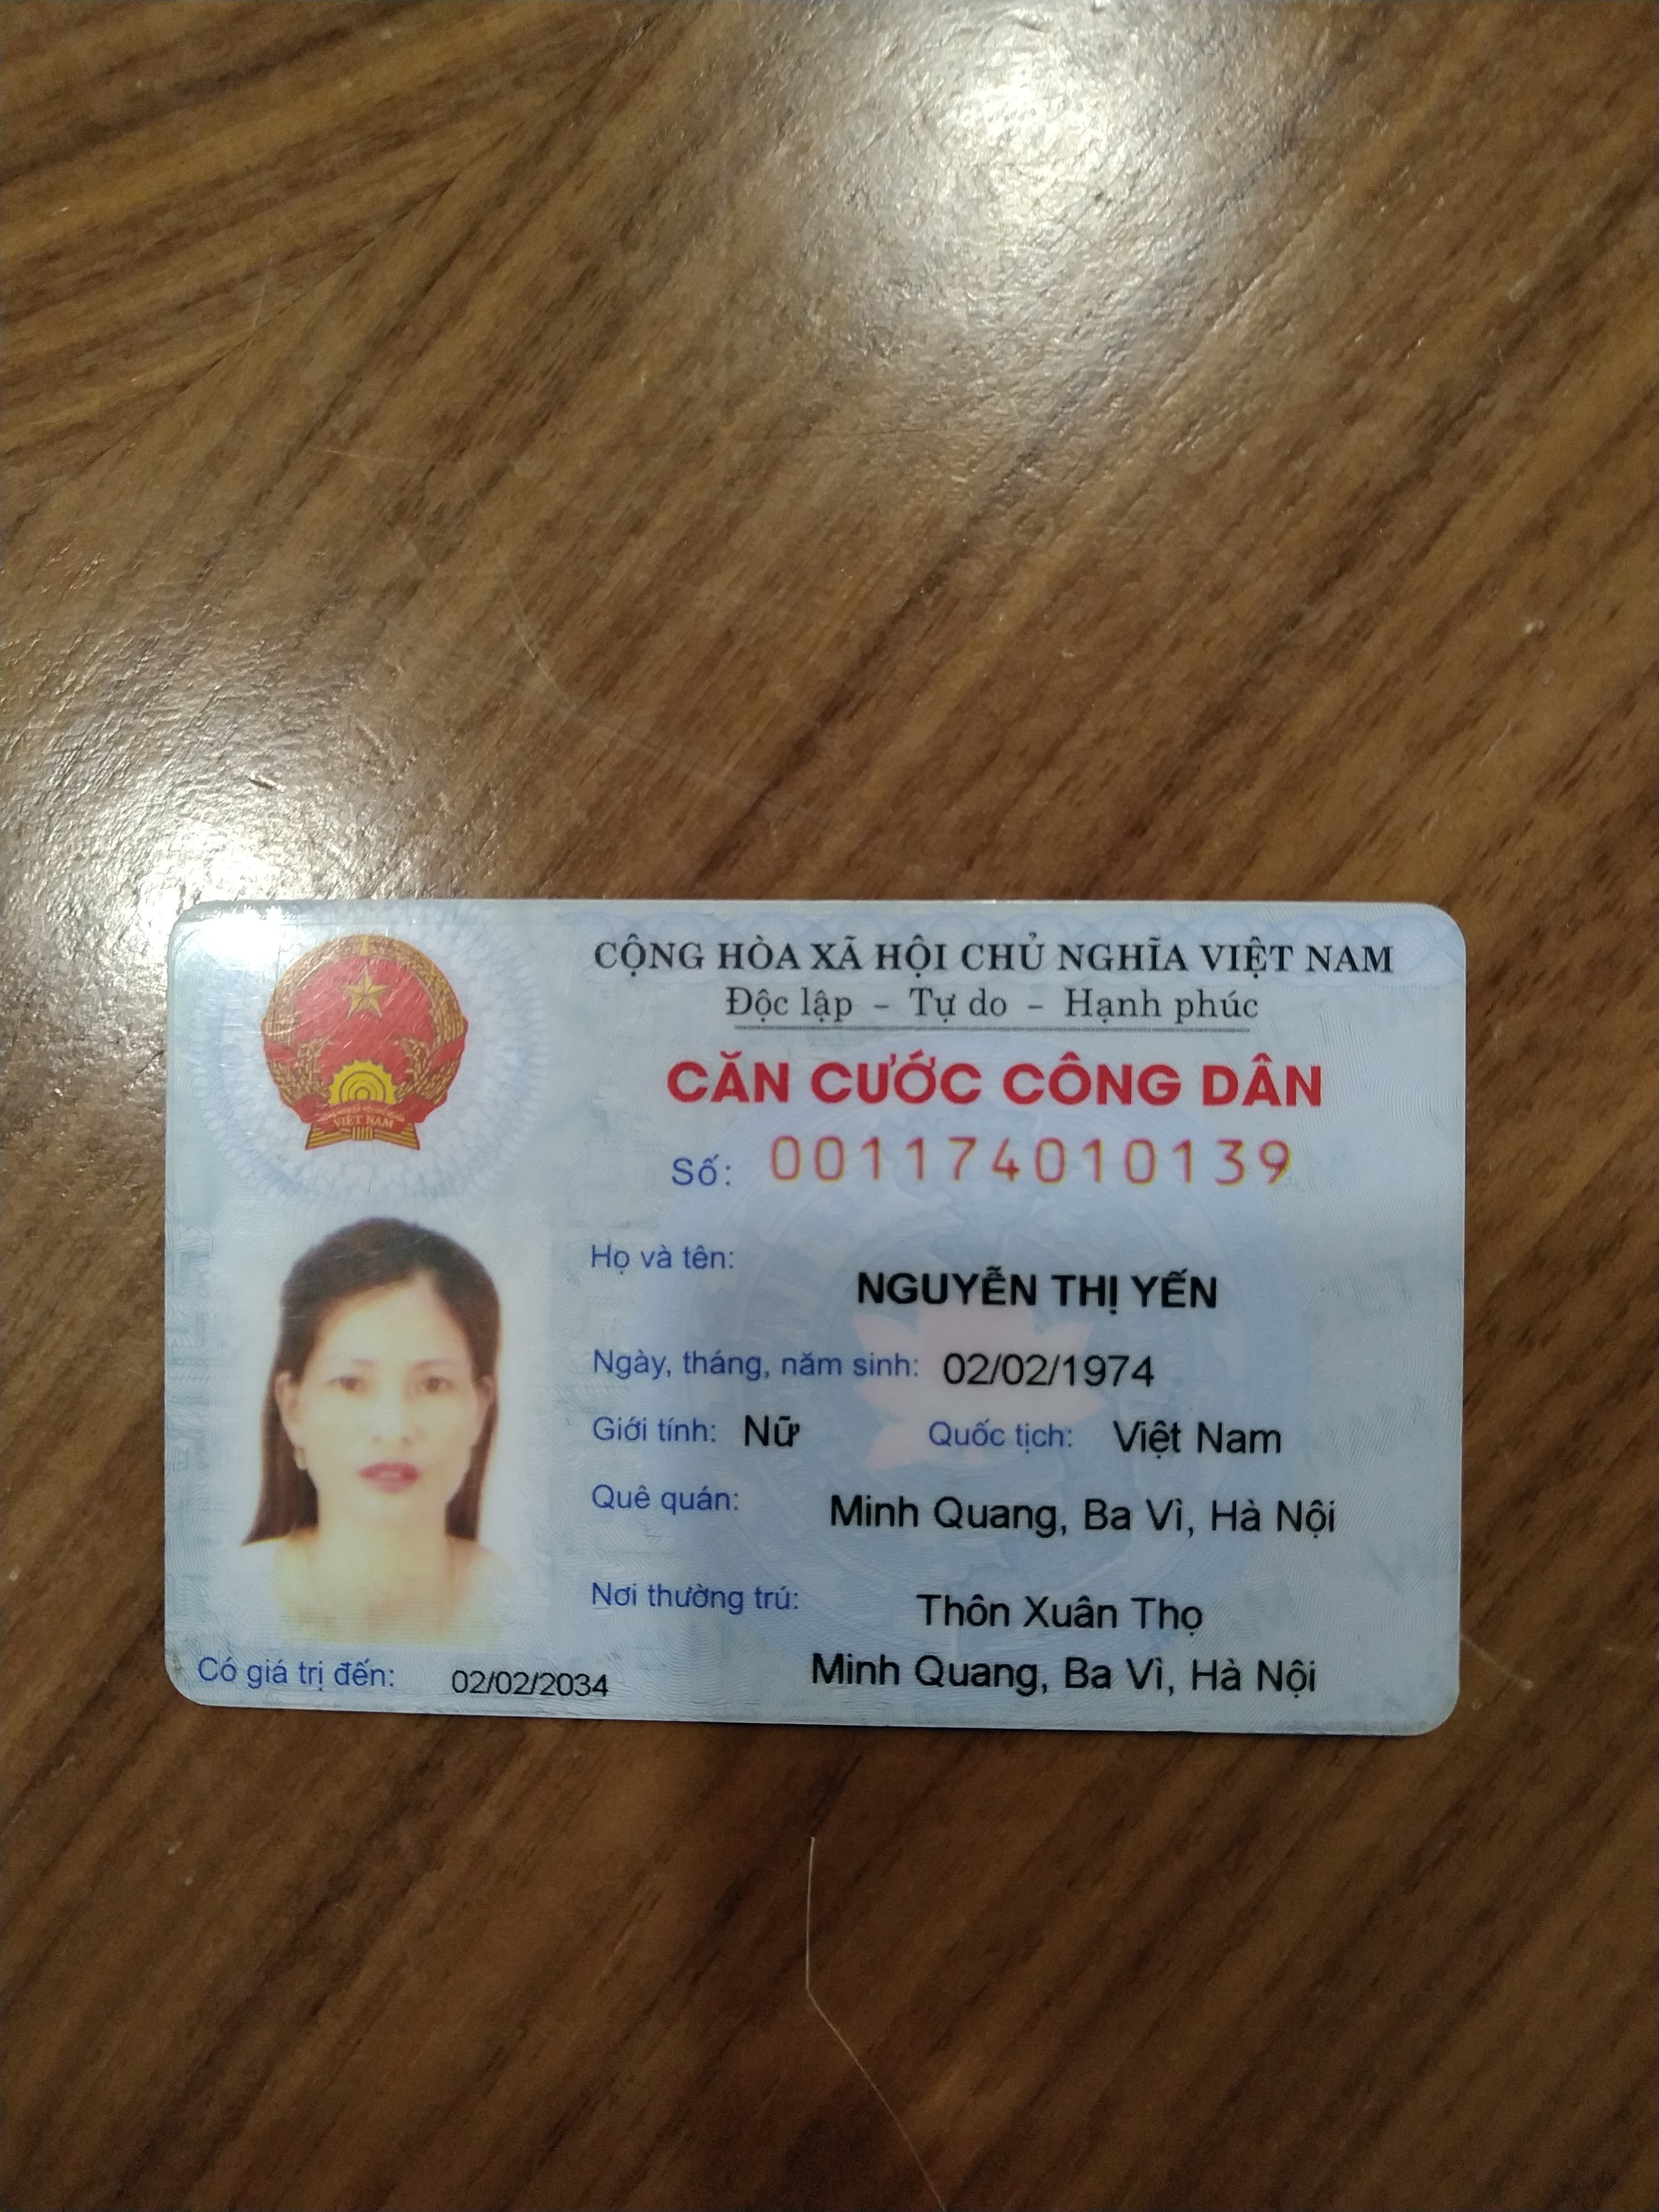 CỘNG HÒA XÃ HỘI CHỦ NGHĨA VIỆT NAM
Độc lập - Tự do - Hạnh phúc
CĂN CƯỚC CÔNG DÂN
Số: 001174010139
Họ và tên:
NGUYỄN THỊ YẾN
Ngày, tháng, năm sinh: 02/02/1974
Giới tính: Nữ Quốc tịch: Việt Nam
Quê quán:
Minh Quang, Ba Vì, Hà Nội
Nơi thường trú: Thôn Xuân Thọ
Minh Quang, Ba Vì, Hà Nội
Có giá trị đến: 02/02/2034
VIỆT NAM